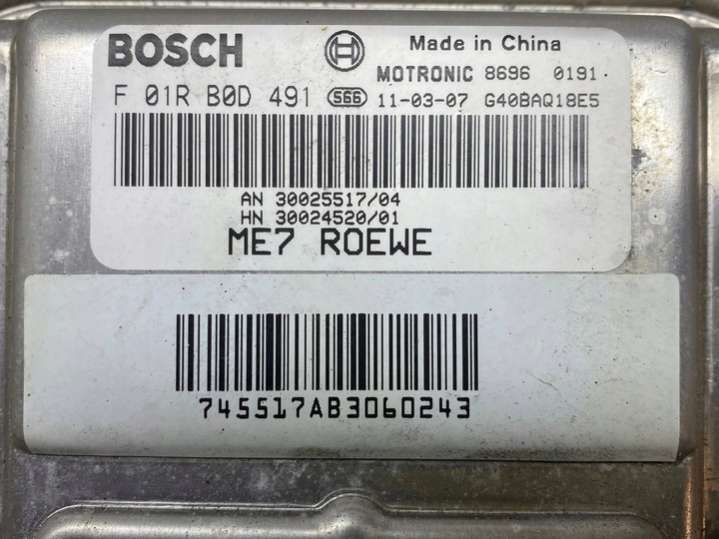 BOSCH Made in China
MOTRONIC 8696 0191.
F 01R B0D 491 566 11-03-07 G40BAQ18E5
AN 30025517/04
HN 30024520/01
ME7 ROEWE
745517AB3060243